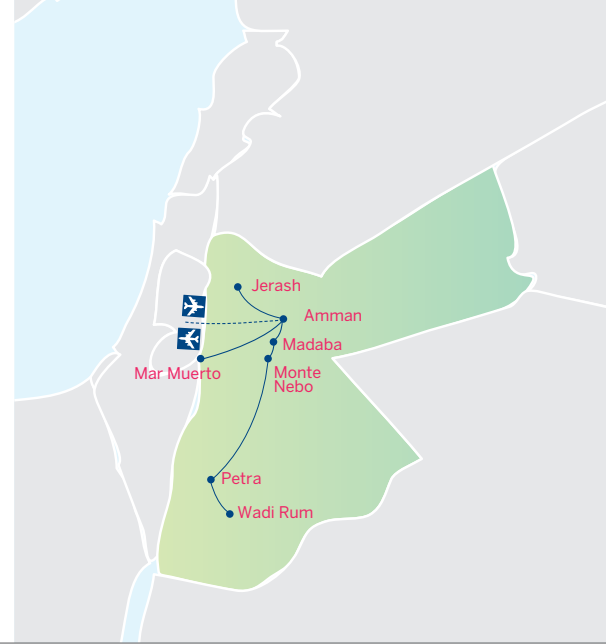 Jerash
Amman
Madaba
Mar Muerto
Monte
Nebo
Petra
Wadi Rum